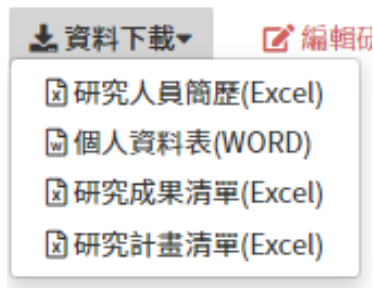 資料下載 編輯
研究人員簡歷(Excel)
個人資料表(WORD)
研究成果清單(Excel)
研究計畫清單(Excel)